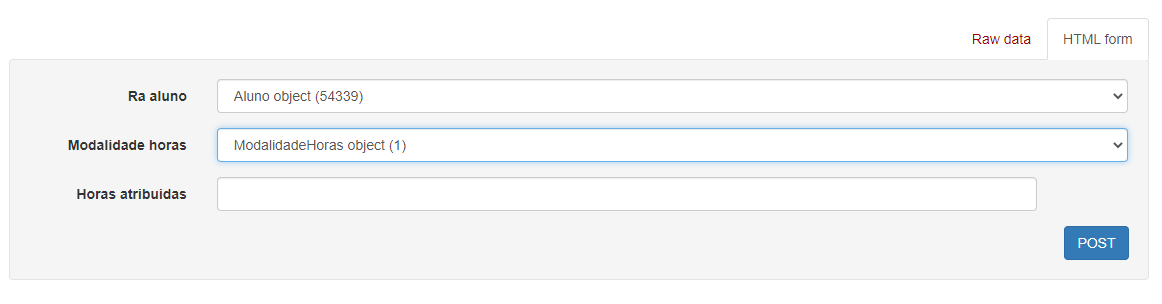 Raw data
HTML form
Ra aluno
Aluno object (54339)
Modalidade horas
ModalidadeHoras object (1)
Horas atribuidas
POST